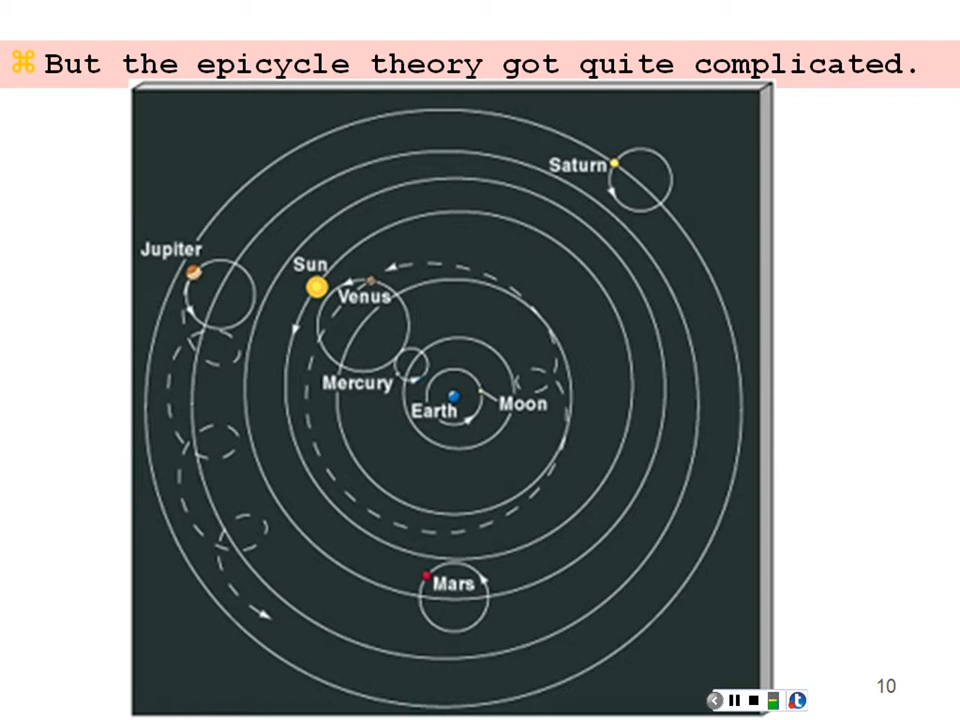 ⌘ But the epicycle theory got quite complicated.
Saturn
Jupiter
Sun
Venus
Mercury
Earth
Moon
Mars
10